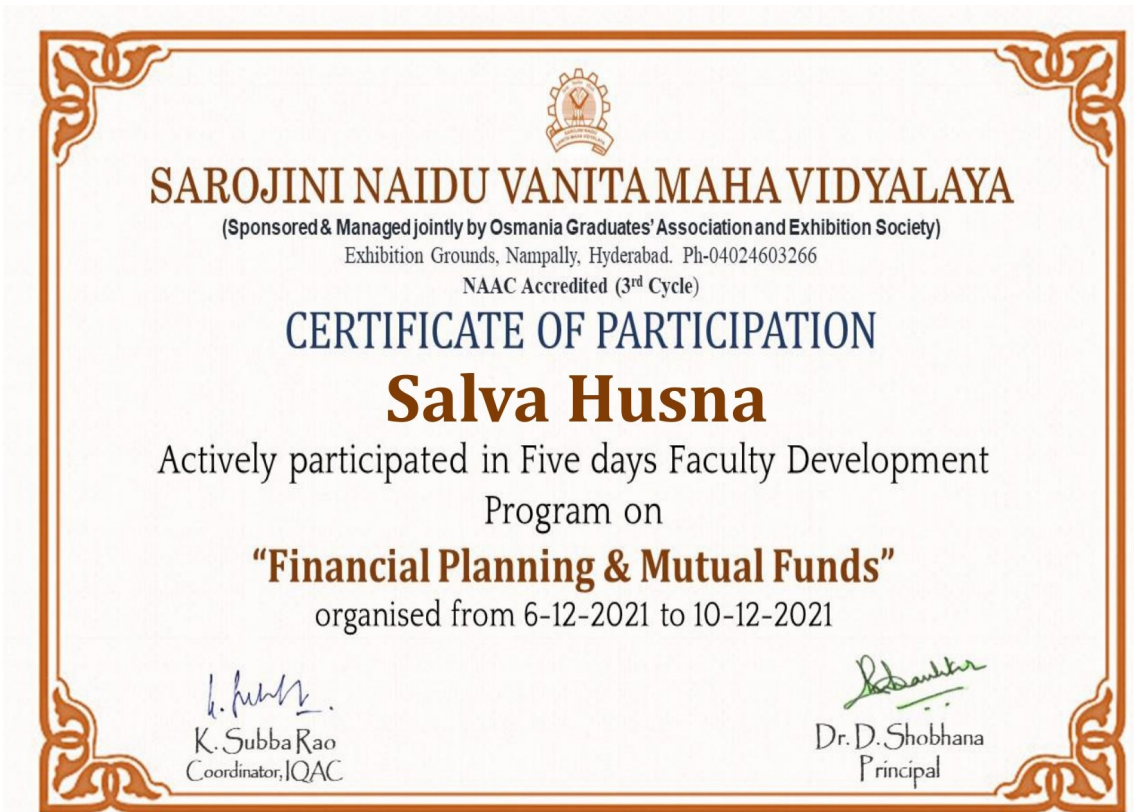 SAROJINI NAIDU VANITA MAHA VIDYALAYA
(Sponsored & Managed jointly by Osmania Graduates' Association and Exhibition Society)
Exhibition Grounds, Nampally, Hyderabad. Ph-04024603266
NAAC Accredited (3rd Cycle)
CERTIFICATE OF PARTICIPATION
Salva Husna
Actively participated in Five days Faculty Development
Program on
“Financial Planning & Mutual Funds”
organised from 6-12-2021 to 10-12-2021
K. Subba Rao
Coordinator, IQAC
Dr. D. Shobhana
Principal